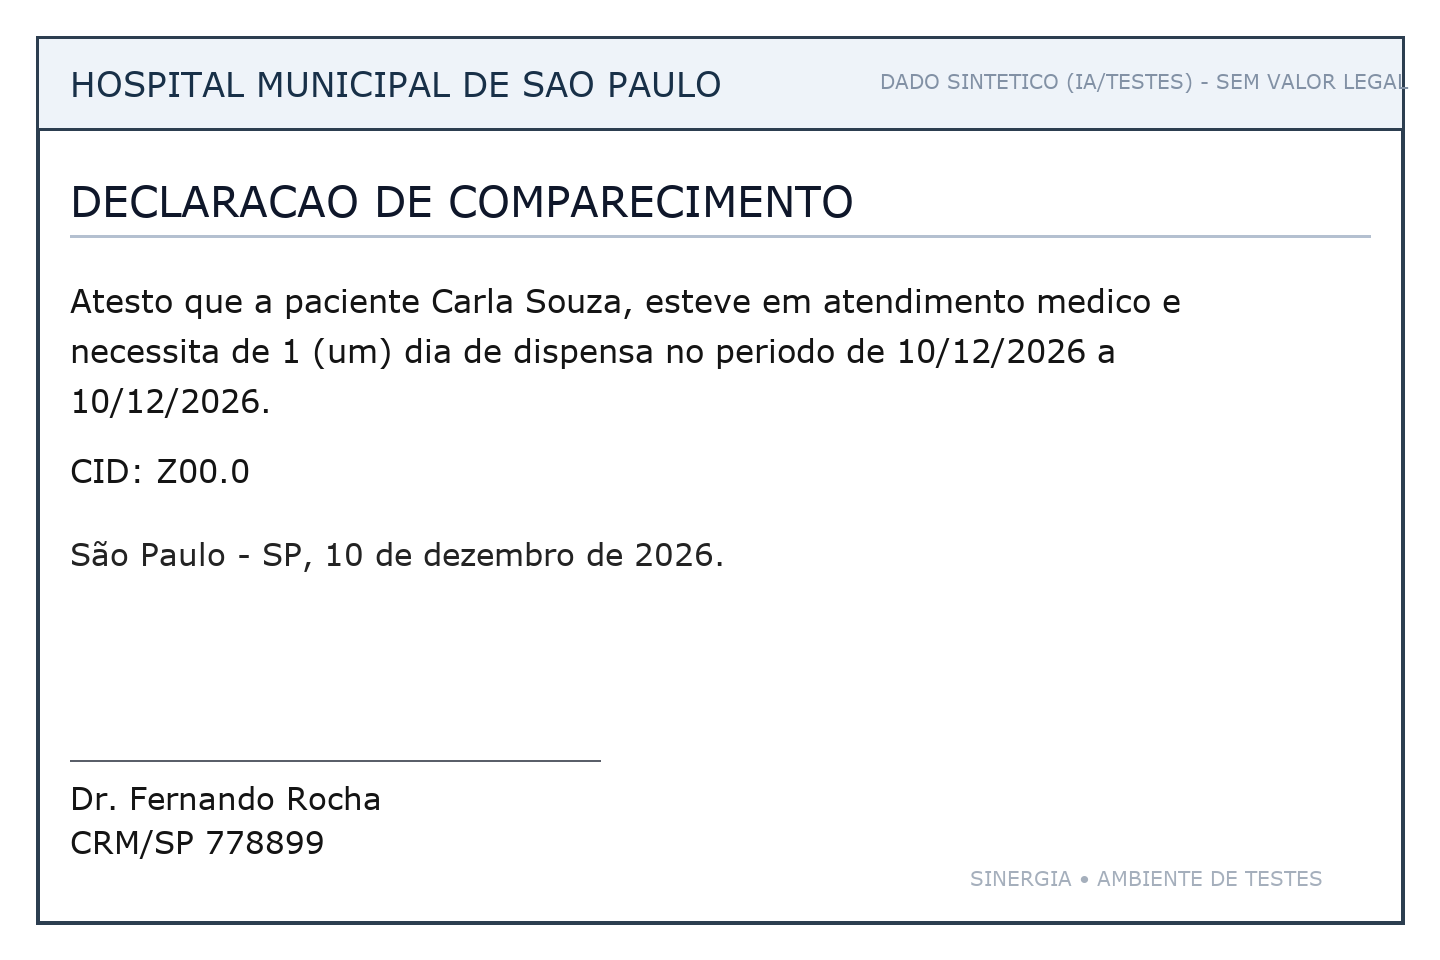 HOSPITAL MUNICIPAL DE SAO PAULO
DADO SINTETICO (IA/TESTES) - SEM VALOR LEGAL
DECLARACAO DE COMPARECIMENTO
Atesto que a paciente Carla Souza, esteve em atendimento medico e
necessita de 1 (um) dia de dispensa no periodo de 10/12/2026 a
10/12/2026.
CID: Z00.0
São Paulo - SP, 10 de dezembro de 2026.
Dr. Fernando Rocha
CRM/SP 778899
SINERGIA • AMBIENTE DE TESTES